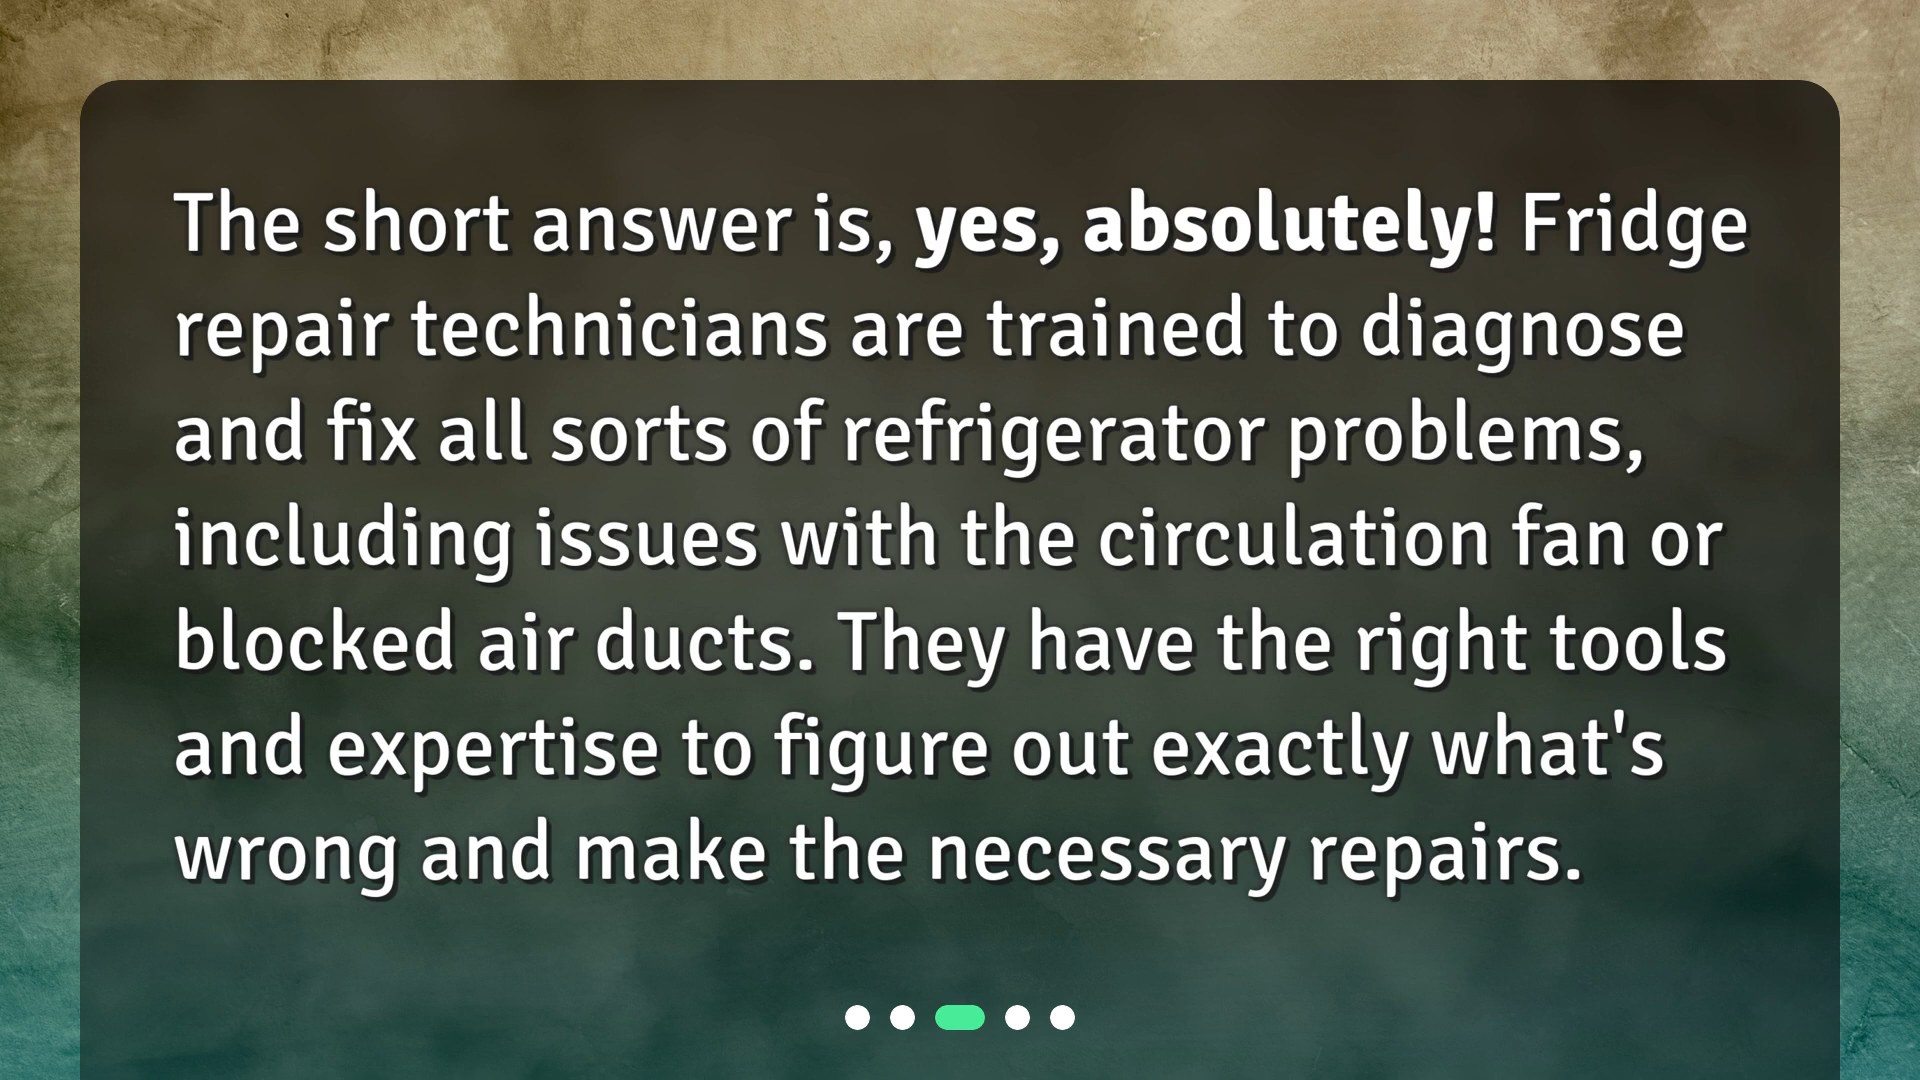 The short answer is, yes, absolutely! Fridge
repair technicians are trained to diagnose
and fix all sorts of refrigerator problems,
including issues with the circulation fan or
blocked air ducts. They have the right tools
and expertise to figure out exactly what's
wrong and make the necessary repairs.